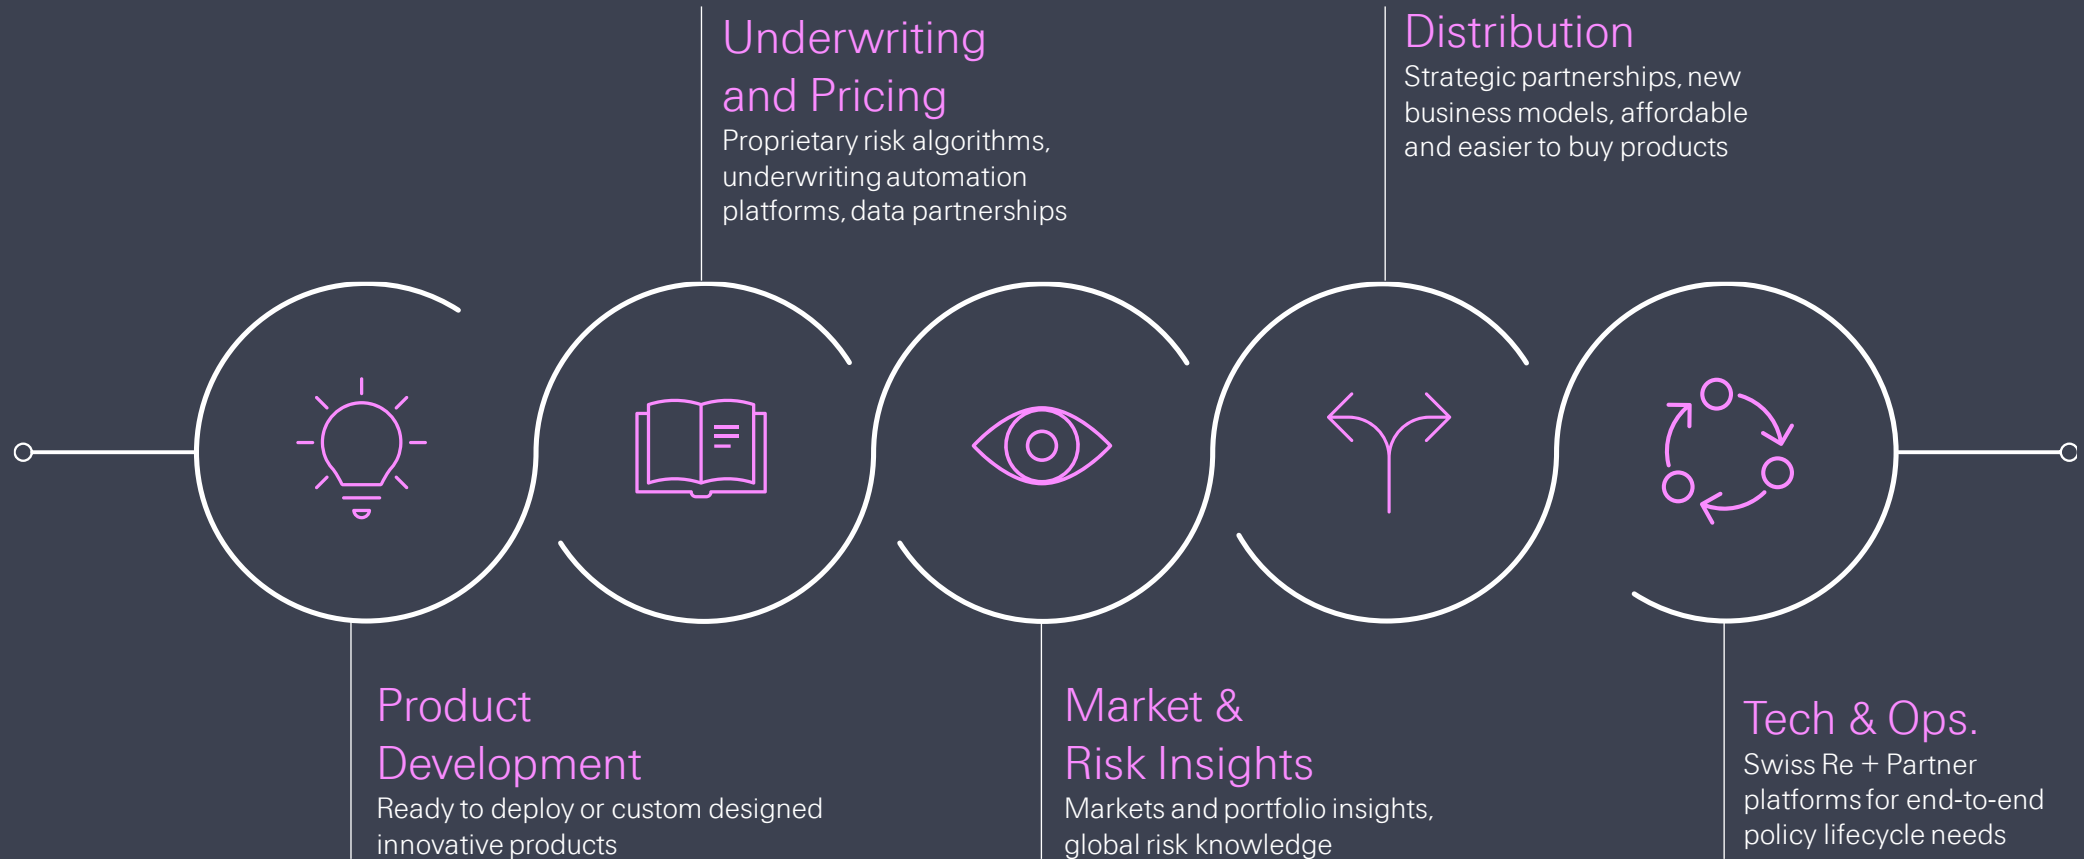 Underwriting
and Pricing
Proprietary risk algorithms,
underwriting automation
platforms, data partnerships
Distribution
Strategic partnerships, new
business models, affordable
and easier to buy products
Product
Development
Ready to deploy or custom designed
innovative products
Market &
Risk Insights
Markets and portfolio insights,
global risk knowledge
Tech & Ops.
Swiss Re + Partner
platforms for end-to-end
policy lifecycle needs